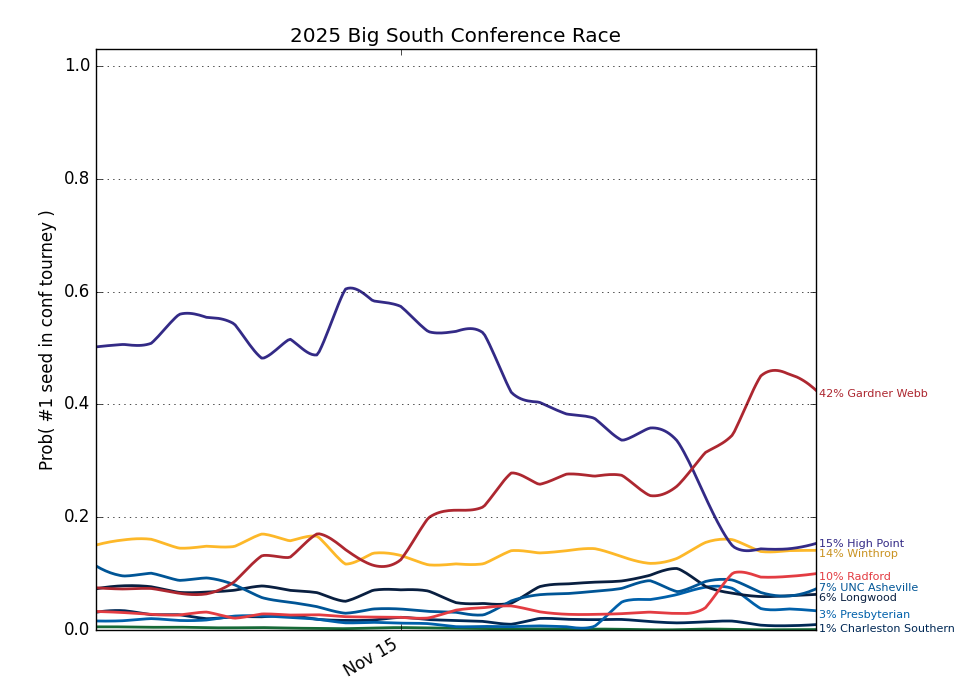 2025 Big South Conference Race
1.0
0.8
0.6
0.4
0.2
0.0
Prob( #1 seed in conf tourney )
Nov 15
42% Gardner Webb
15% High Point
14% Winthrop
10% Radford
7% UNC Asheville
6% Longwood
3% Presbyterian
1% Charleston Southern